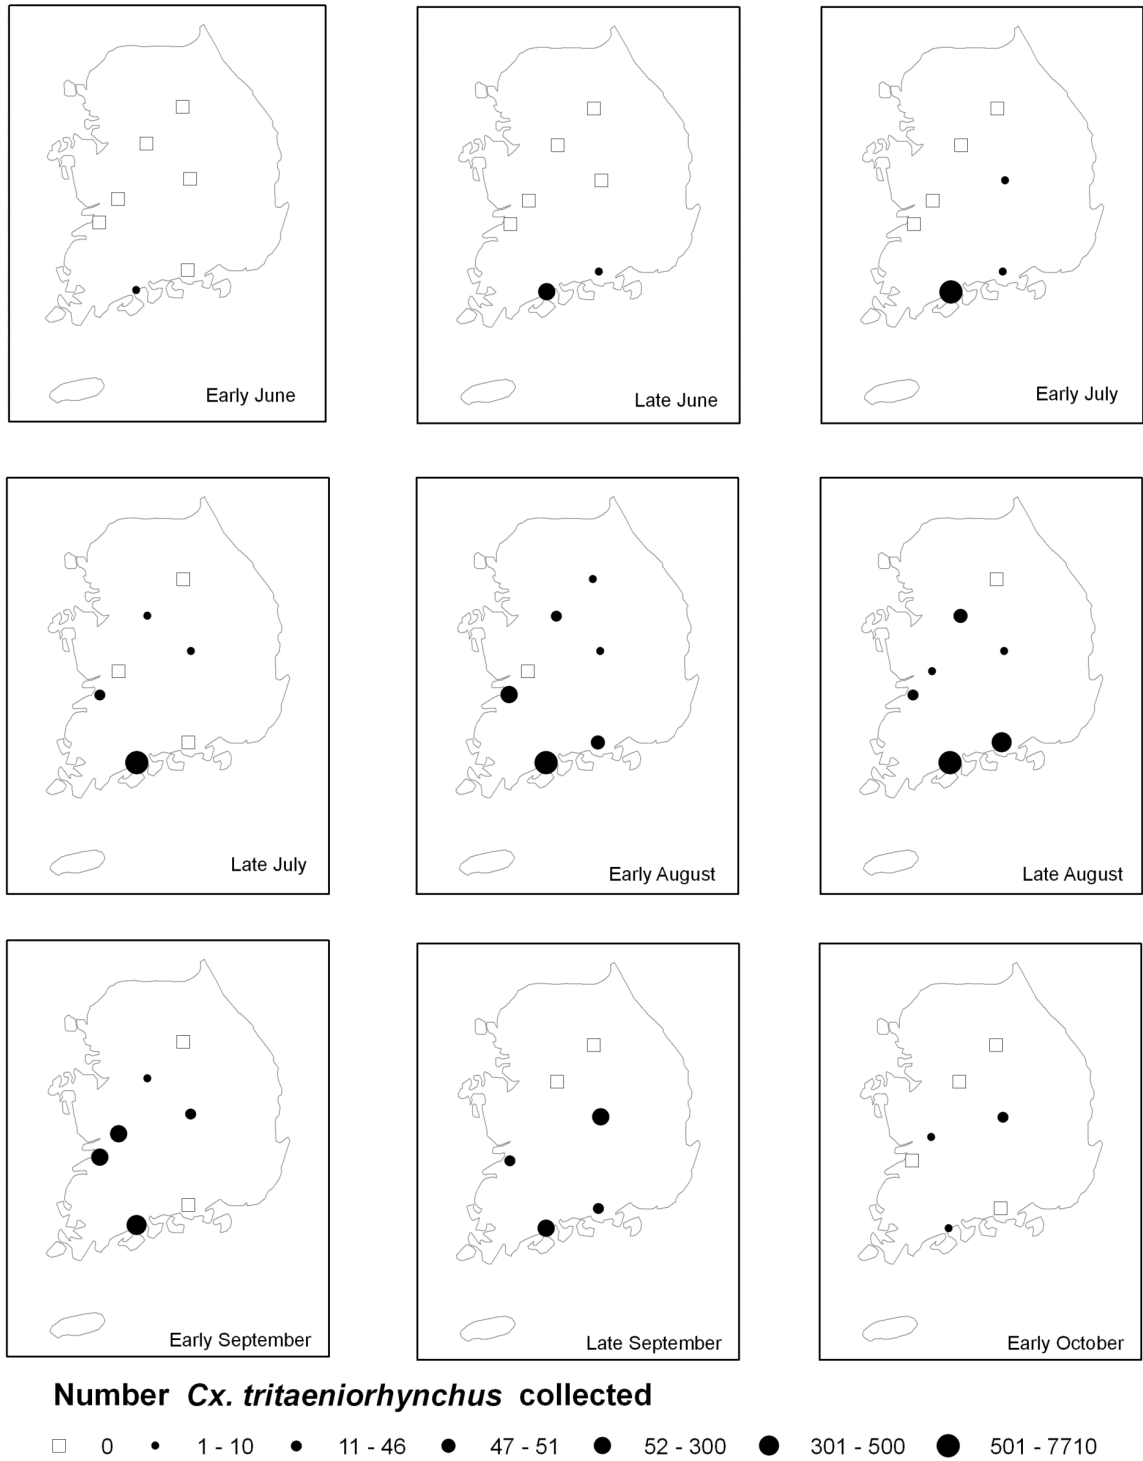 Early June
Late June
Early July
Late July
Early August
Late August
Early September
Late September
Early October
Number Cx. tritaeniorhynchus collected
0 1 - 10 11 - 46 47 - 51 52 - 300 301 - 500 501 - 7710